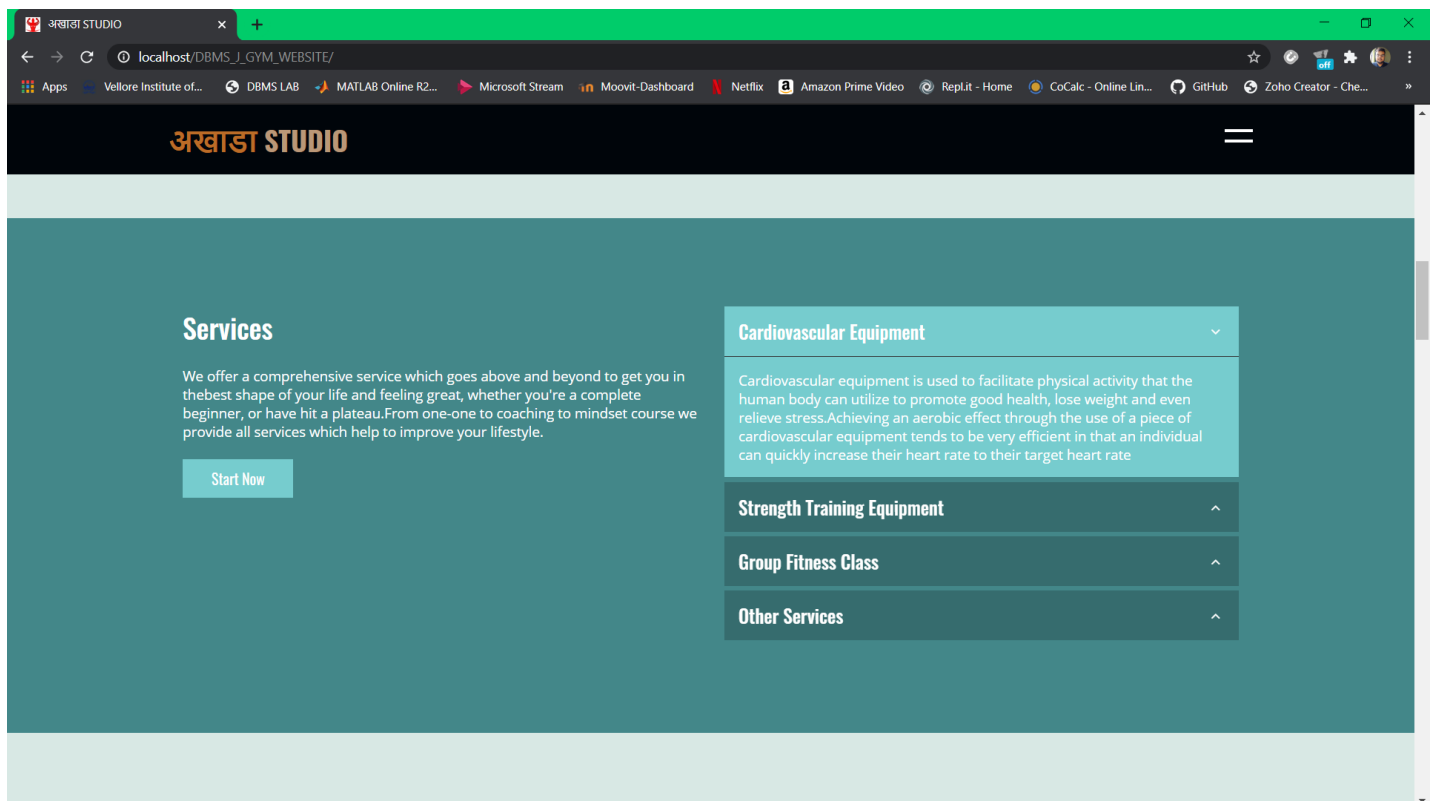 अखाडा STUDIO
localhost/DBMS_J_GYM_WEBSITE/
off
Apps Vellore Institute of... DBMS LAB MATLAB Online R2... Microsoft Stream Moovit-Dashboard Netflix Amazon Prime Video Repl.it - Home CoCalc - Online Lin... GitHub Zoho Creator - Che... »
अखाडा STUDIO
Services
We offer a comprehensive service which goes above and beyond to get you in
thebest shape of your life and feeling great, whether you're a complete
beginner, or have hit a plateau.From one-one to coaching to mindset course we
provide all services which help to improve your lifestyle.
Start Now
Cardiovascular Equipment
Cardiovascular equipment is used to facilitate physical activity that the
human body can utilize to promote good health, lose weight and even
relieve stress.Achieving an aerobic effect through the use of a piece of
cardiovascular equipment tends to be very efficient in that an individual
can quickly increase their heart rate to their target heart rate
Strength Training Equipment
Group Fitness Class
Other Services